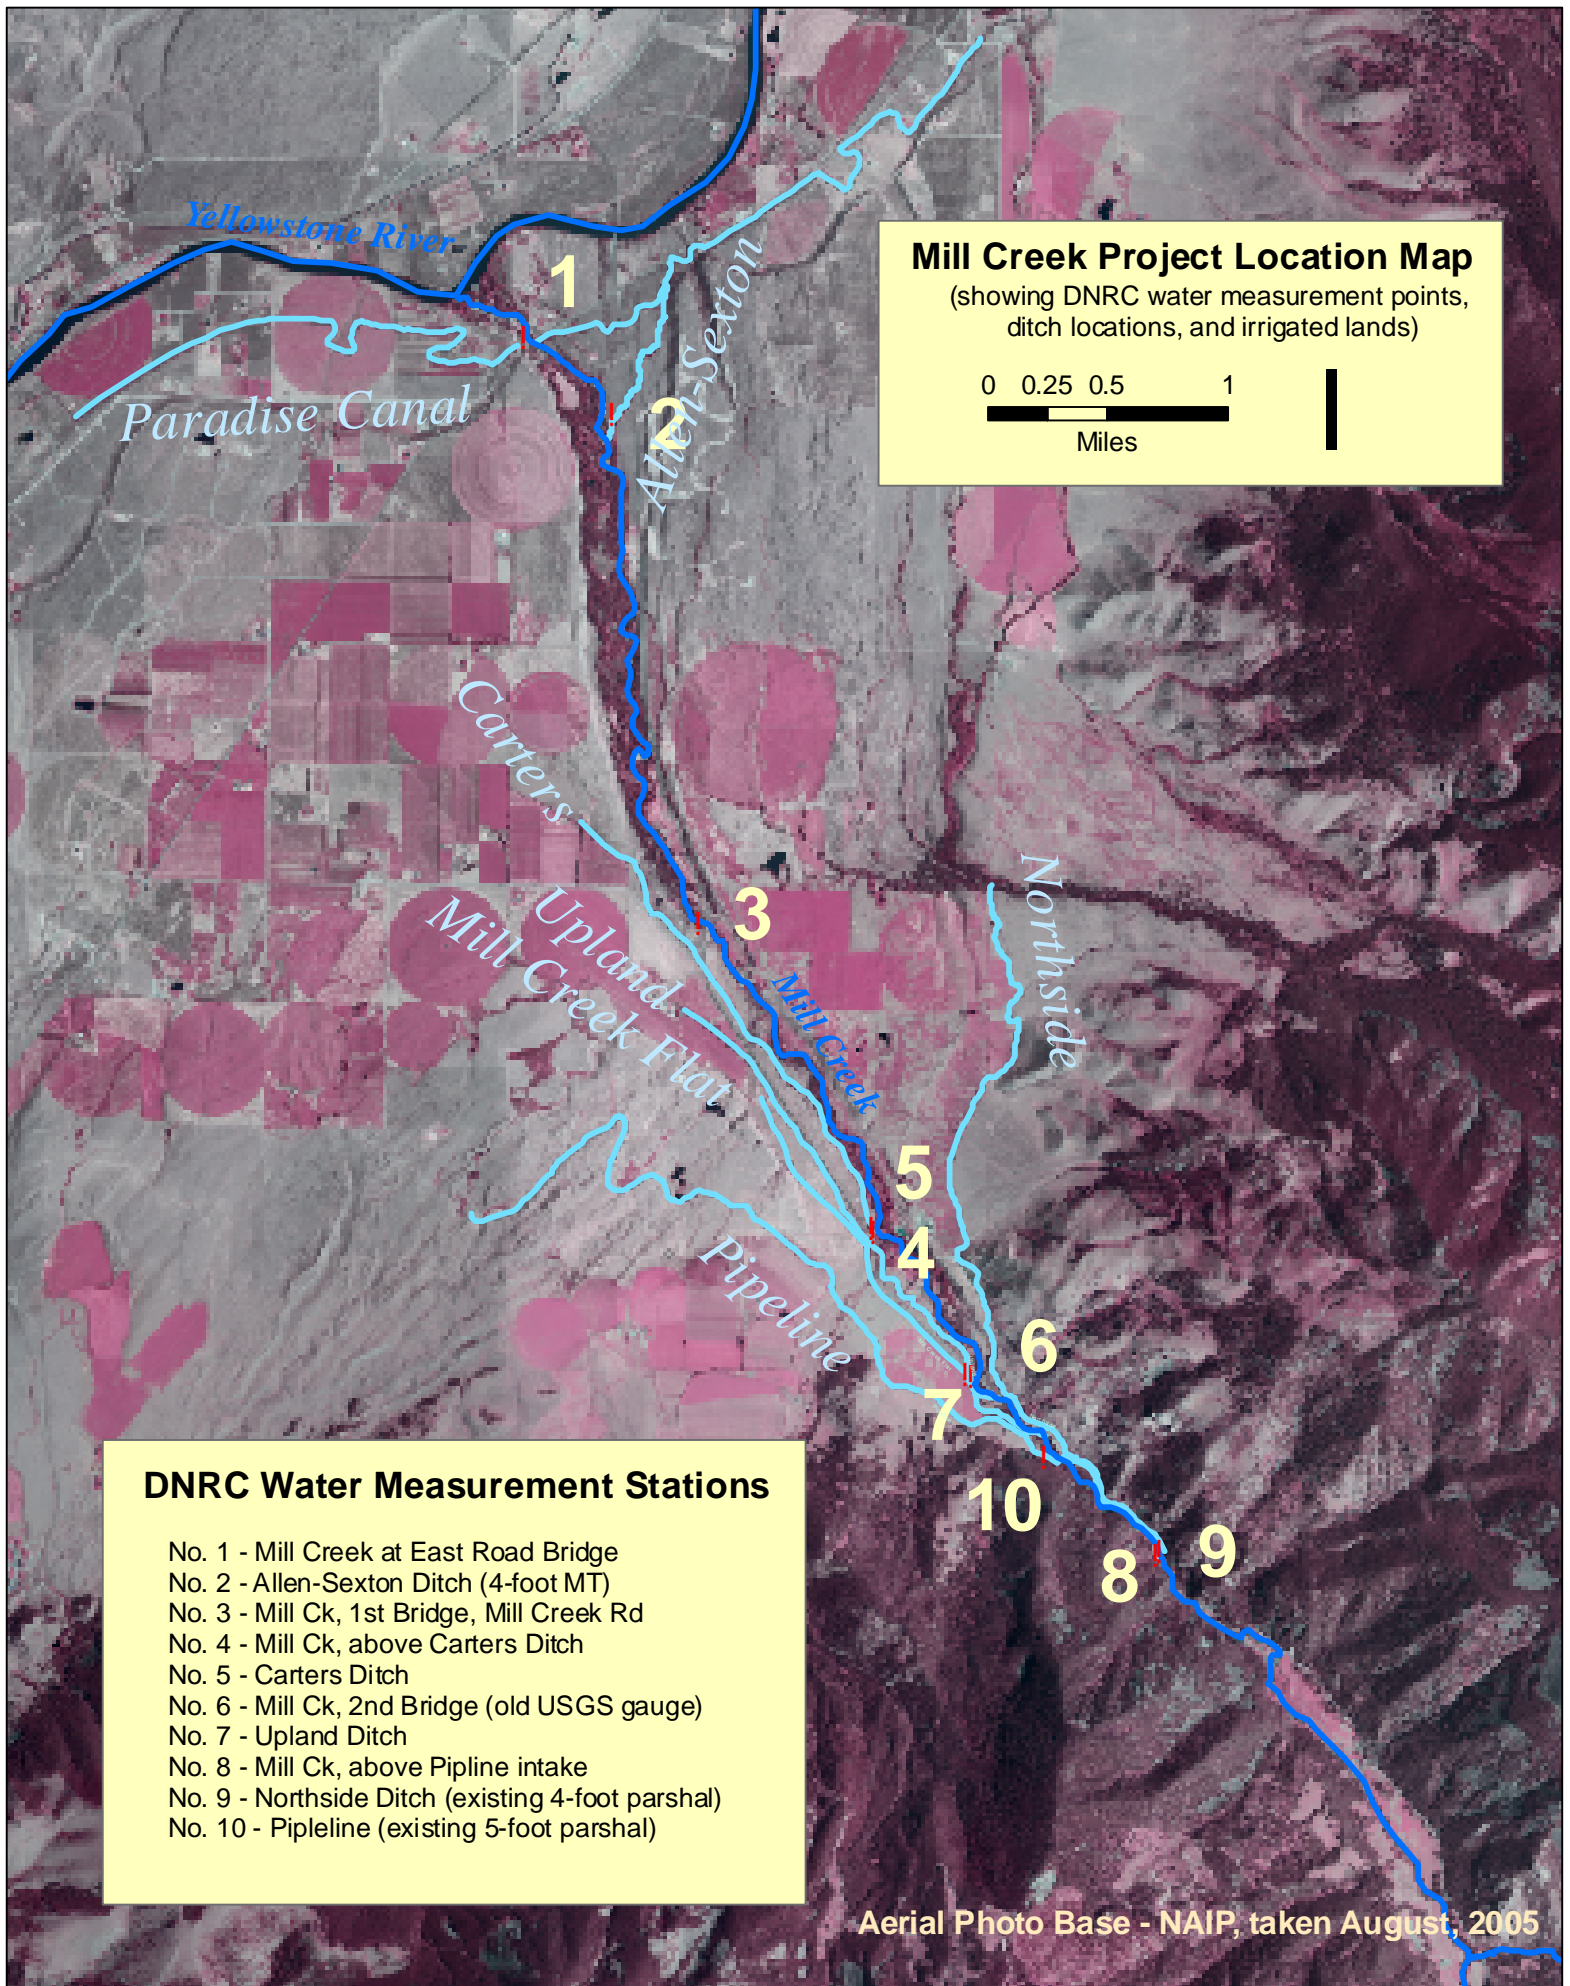 Yellowstone River
1
Mill Creek Project Location Map
(showing DNRC water measurement points,
ditch locations, and irrigated lands)
0 0.25 0.5 1
Miles
Allen-Sexton
Paradise Canal
2
Carters
3
Upland
Mill Creek Flat
Northside
Mill Creek
5
4
Pipeline
6
7
10
8
9
DNRC Water Measurement Stations
No. 1 - Mill Creek at East Road Bridge
No. 2 - Allen-Sexton Ditch (4-foot MT)
No. 3 - Mill Ck, 1st Bridge, Mill Creek Rd
No. 4 - Mill Ck, above Carters Ditch
No. 5 - Carters Ditch
No. 6 - Mill Ck, 2nd Bridge (old USGS gauge)
No. 7 - Upland Ditch
No. 8 - Mill Ck, above Pipline intake
No. 9 - Northside Ditch (existing 4-foot parshal)
No. 10 - Pipleline (existing 5-foot parshal)
Aerial Photo Base - NAIP, taken August, 2005